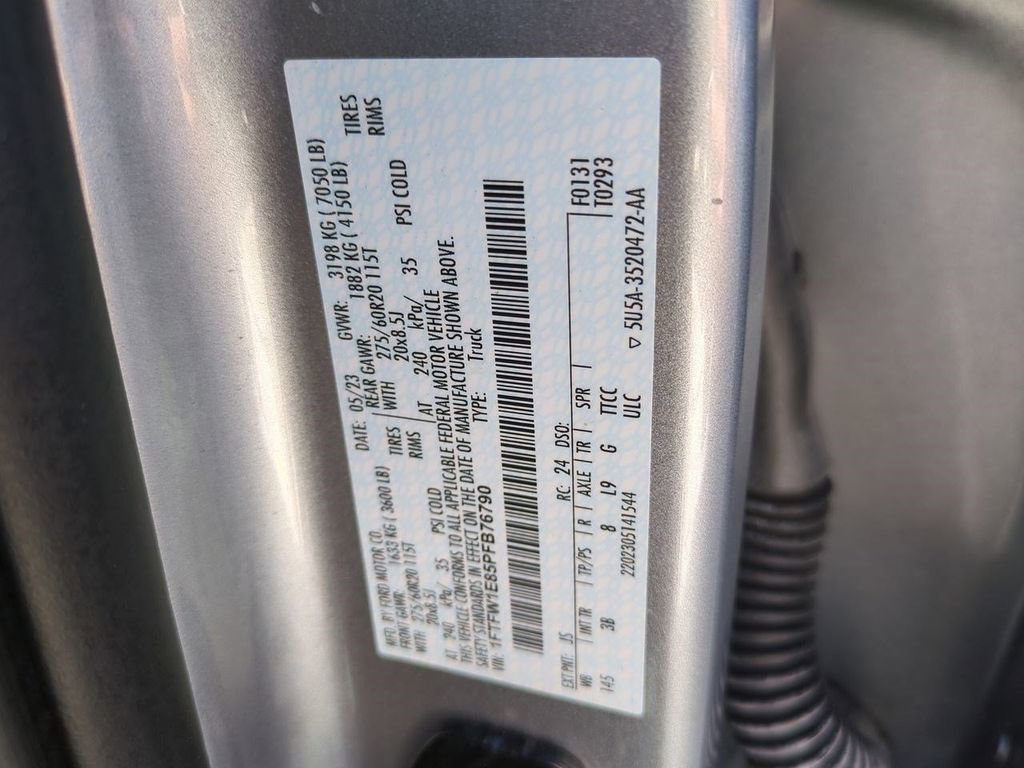 MFD. BY FORD MOTOR CO. DATE: 05/23 GVWR: 3198 KG ( 7050 LB)
FRONT GAWR: 1633 KG ( 3600 LB) REAR GAWR: 1882 KG ( 4150 LB)
WITH 275/60R20 115T TIRES WITH 275/60R20 115T TIRES
20x8.5J RIMS 20x8.5J RIMS
AT 240 kPa/ 35 PSI COLD AT 240 kPa/ 35 PSI COLD
THIS VEHICLE CONFORMS TO ALL APPLICABLE FEDERAL MOTOR VEHICLE
SAFETY STANDARDS IN EFFECT ON THE DATE OF MANUFACTURE SHOWN ABOVE.
VIN: 1FTFW1E85PFB76790 TYPE: Truck
F0131
T0293
EXT PNT: JS RC: 24 DSO:
WB INT TR TP/PS R AXLE TR SPR
145 3B 8 L9 G TTCC
2202305141544 ULC
▽ 5U5A-3520472-AA